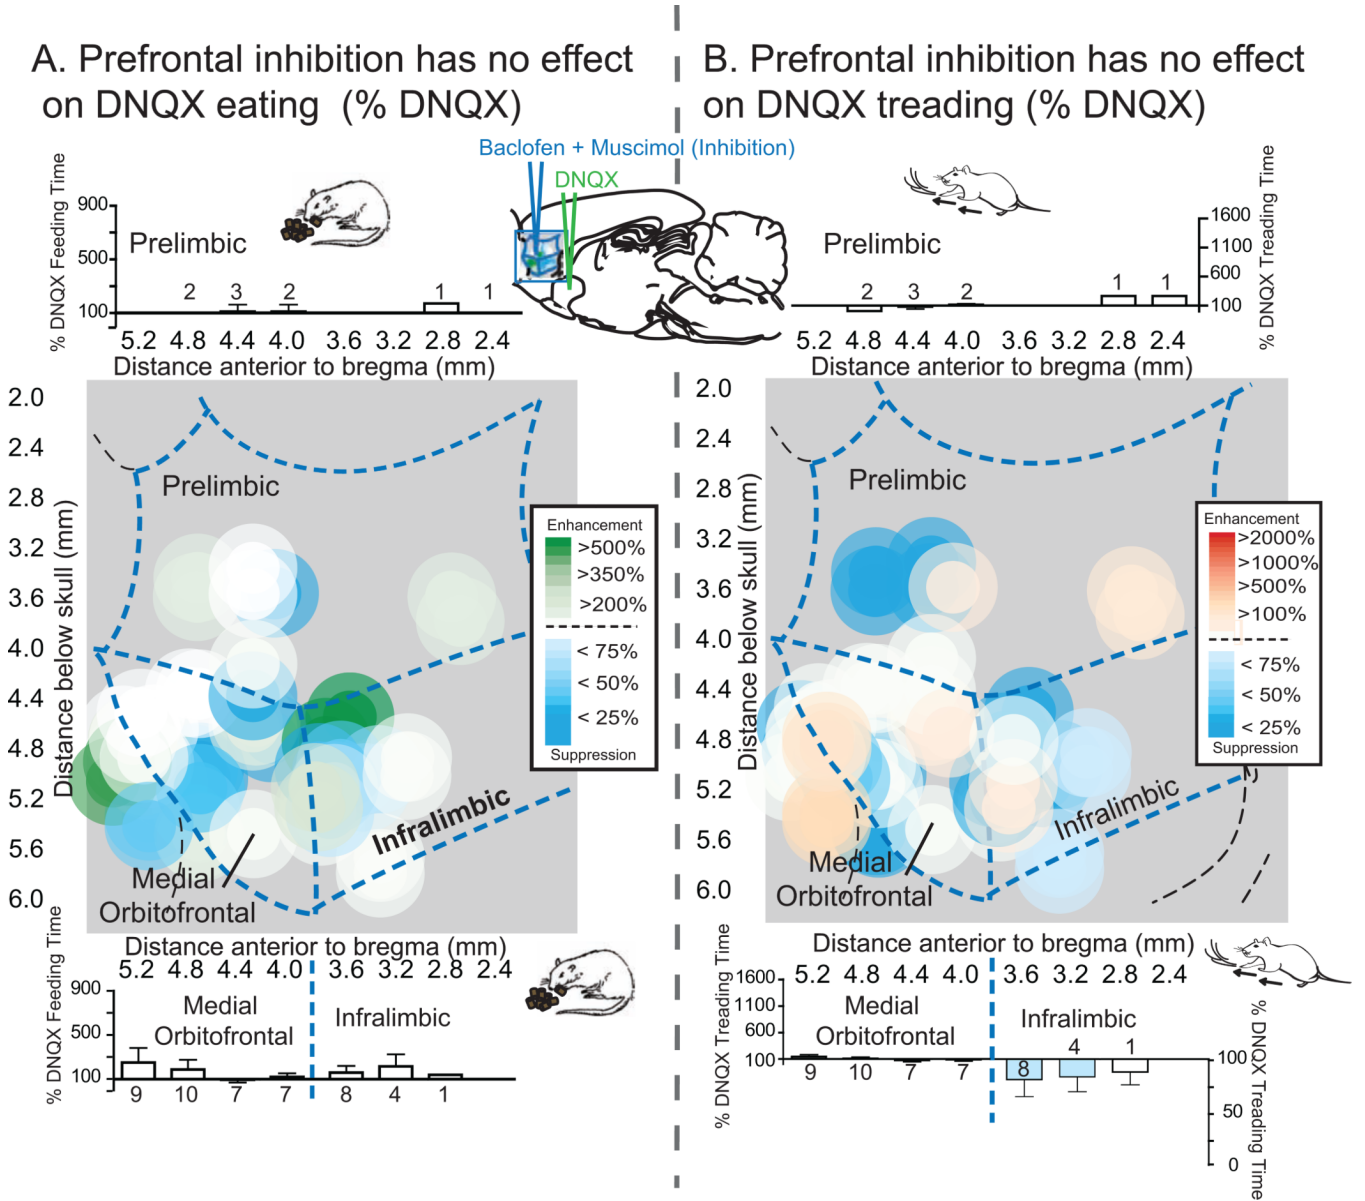 A. Prefrontal inhibition has no effect
on DNQX eating (% DNQX)
B. Prefrontal inhibition has no effect
on DNQX treading (% DNQX)
Baclofen + Muscimol (Inhibition)
DNQX
% DNQX Feeding Time
900
500
100
Prelimbic
2 3 2 1 1
5.2 4.8 4.4 4.0 3.6 3.2 2.8 2.4
Distance anterior to bregma (mm)
Prelimbic
2 3 2 1 1
1600
1100
600
100
% DNQX Treading Time
5.2 4.8 4.4 4.0 3.6 3.2 2.8 2.4
Distance anterior to bregma (mm)
Distance below skull (mm)
2.0
2.4
2.8
3.2
3.6
4.0
4.4
4.8
5.2
5.6
6.0
Prelimbic
Infralimbic
Medial
Orbitofrontal
Enhancement
>500%
>350%
>200%
< 75%
< 50%
< 25%
Suppression
Distance below skull (mm)
2.0
2.4
2.8
3.2
3.6
4.0
4.4
4.8
5.2
5.6
6.0
Prelimbic
Infralimbic
Medial
Orbitofrontal
Enhancement
>2000%
>1000%
>500%
>100%
< 75%
< 50%
< 25%
Suppression
Distance anterior to bregma (mm)
5.2 4.8 4.4 4.0 3.6 3.2 2.8 2.4
% DNQX Feeding Time
900
500
100
Medial
Orbitofrontal
Infralimbic
9 10 7 7 8 4 1
Distance anterior to bregma (mm)
5.2 4.8 4.4 4.0 3.6 3.2 2.8 2.4
% DNQX Treading Time
1600
1100
600
100
Medial
Orbitofrontal
Infralimbic
9 10 7 7 8 4 1
100
50
0
% DNQX Treading Time